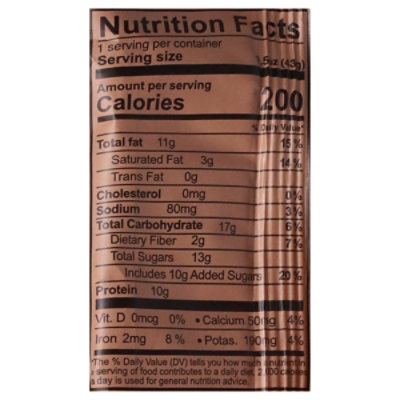 Nutrition Facts
1 serving per container
Serving size 1.5oz (43g)
Amount per serving
Calories 200
% Daily Value*
Total fat 11g 15%
Saturated Fat 3g 14%
Trans Fat 0g
Cholesterol 0mg 0%
Sodium 80mg 3%
Total Carbohydrate 17g 6%
Dietary Fiber 2g 7%
Total Sugars 13g
Includes 10g Added Sugars 20%
Protein 10g
Vit. D 0mcg 0% • Calcium 50mg 4%
Iron 2mg 8% • Potas. 190mg 4%
*The % Daily Value (DV) tells you how much a nutrient in
a serving of food contributes to a daily diet. 2,000 calories
a day is used for general nutrition advice.